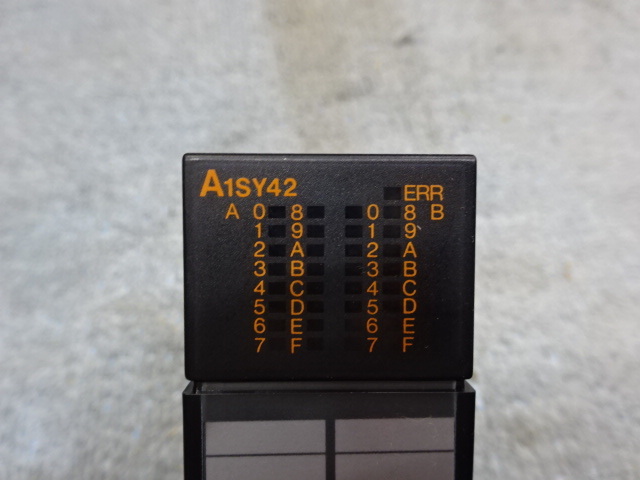 A1SY42
ERR
A 0 8 0 8 B
1 9 1 9
2 A 2 A
3 B 3 B
4 C 4 C
5 D 5 D
6 E 6 E
7 F 7 F